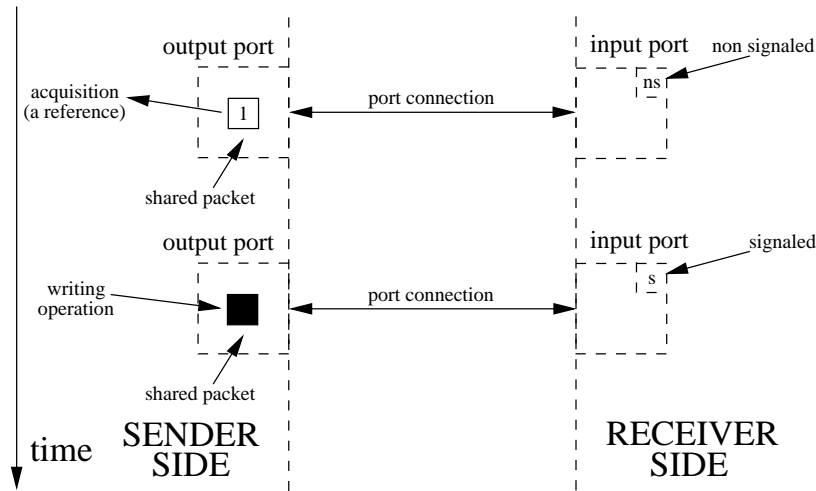 output port
input port
non signaled
acquisition
(a reference)
1
port connection
ns
shared packet
output port
input port
signaled
writing
operation
port connection
s
shared packet
time
SENDER
SIDE
RECEIVER
SIDE